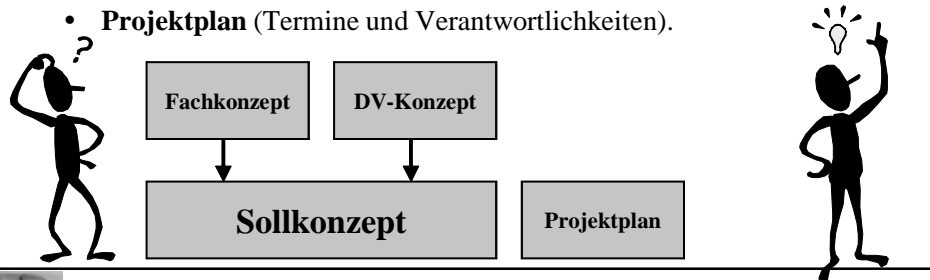 • Projektplan (Termine und Verantwortlichkeiten).
?
Fachkonzept DV-Konzept
Sollkonzept Projektplan